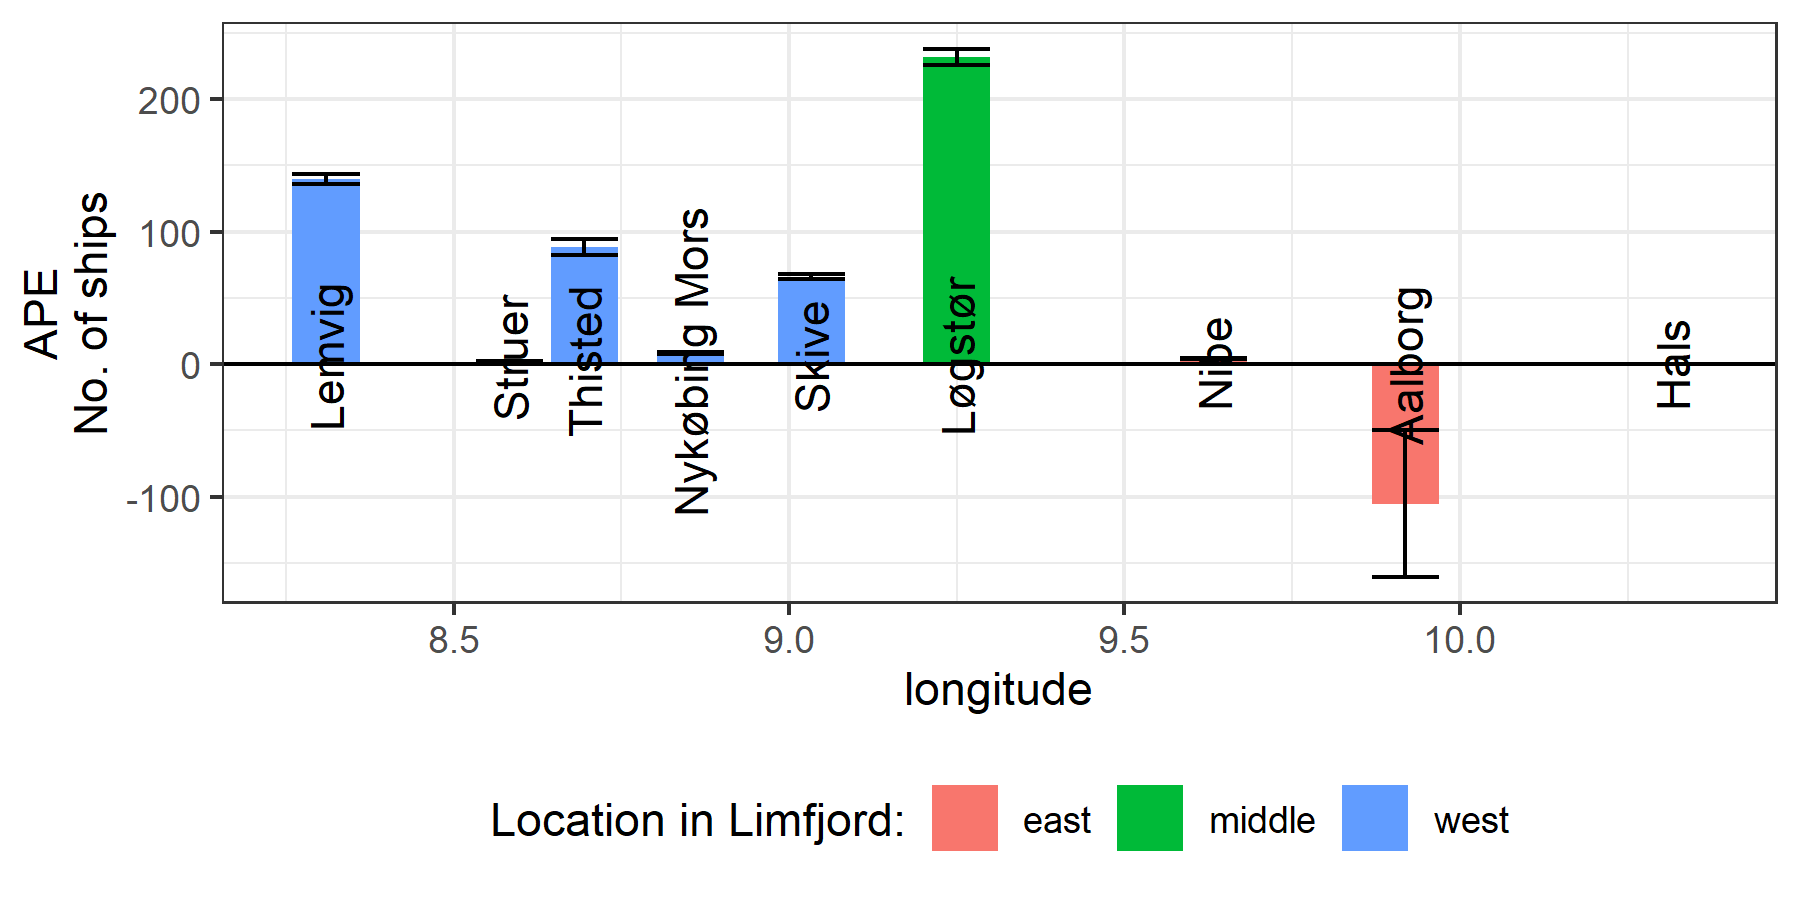 APE
No. of ships
200
100
0
-100
Lemvig
Struer
Thisted
Nykøbing Mors
Skive
Løgstør
Nibe
Aalborg
Hals
8.5
9.0
9.5
10.0
longitude
Location in Limfjord:
east
middle
west